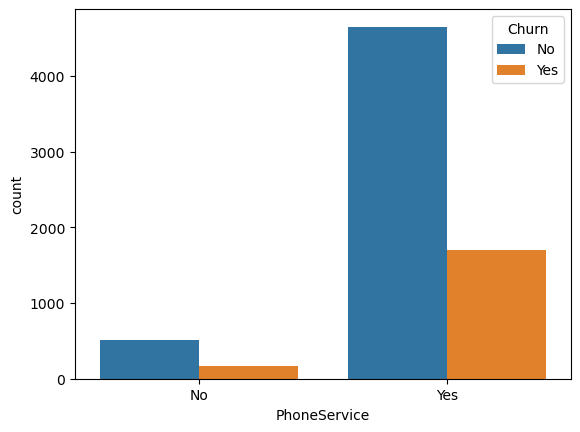 Churn
No
Yes
4000
3000
2000
1000
0
count
No
Yes
PhoneService